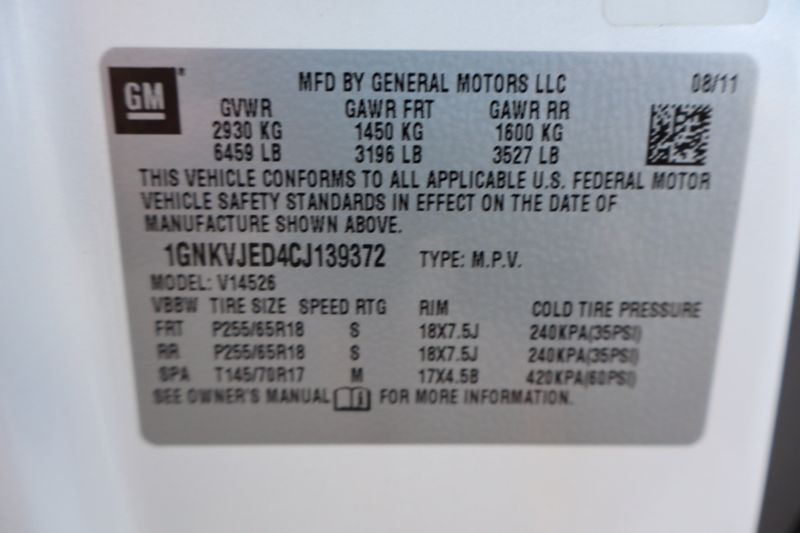 GM ® MFD BY GENERAL MOTORS LLC 08/11
GVWR GAWR FRT GAWR RR
2930 KG 1450 KG 1600 KG
6459 LB 3196 LB 3527 LB
THIS VEHICLE CONFORMS TO ALL APPLICABLE U.S. FEDERAL MOTOR
VEHICLE SAFETY STANDARDS IN EFFECT ON THE DATE OF
MANUFACTURE SHOWN ABOVE.
1GNKVJED4CJ139372 TYPE: M.P.V.
MODEL: V14526
VBBW TIRE SIZE SPEED RTG RIM COLD TIRE PRESSURE
FRT P255/65R18 S 18X7.5J 240KPA(35PSI)
RR P255/65R18 S 18X7.5J 240KPA(35PSI)
SPA T145/70R17 M 17X4.5B 420KPA(60PSI)
SEE OWNER'S MANUAL FOR MORE INFORMATION.